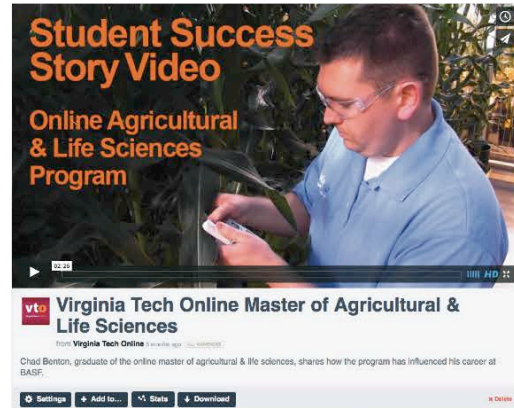 Student Success
Story Video
Online Agricultural
& Life Sciences
Program
02:26
HD
vto
Virginia Tech Online Master of Agricultural &
Life Sciences
from Virginia Tech Online
Chad Benton, graduate of the online master of agricultural & life sciences, shares how the program has influenced his career at
BASF.
Settings + Add to... Stats Download
x Delete